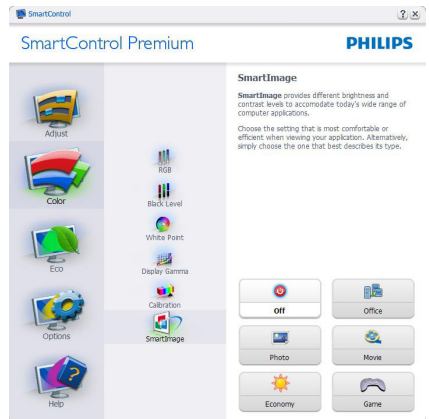 SmartControl
SmartControl Premium
PHILIPS
Adjust
Color
Eco
Options
Help
RGB
Black Level
White Point
Display Gamma
Calibration
SmartImage
SmartImage
SmartImage provides different brightness and
contrast levels to accomodate today's wide range of
computer applications.
Choose the setting that is most comfortable or
efficient when viewing your application. Alternatively,
simply choose the one that best describes its type.
Off
Office
Photo
Movie
Economy
Game